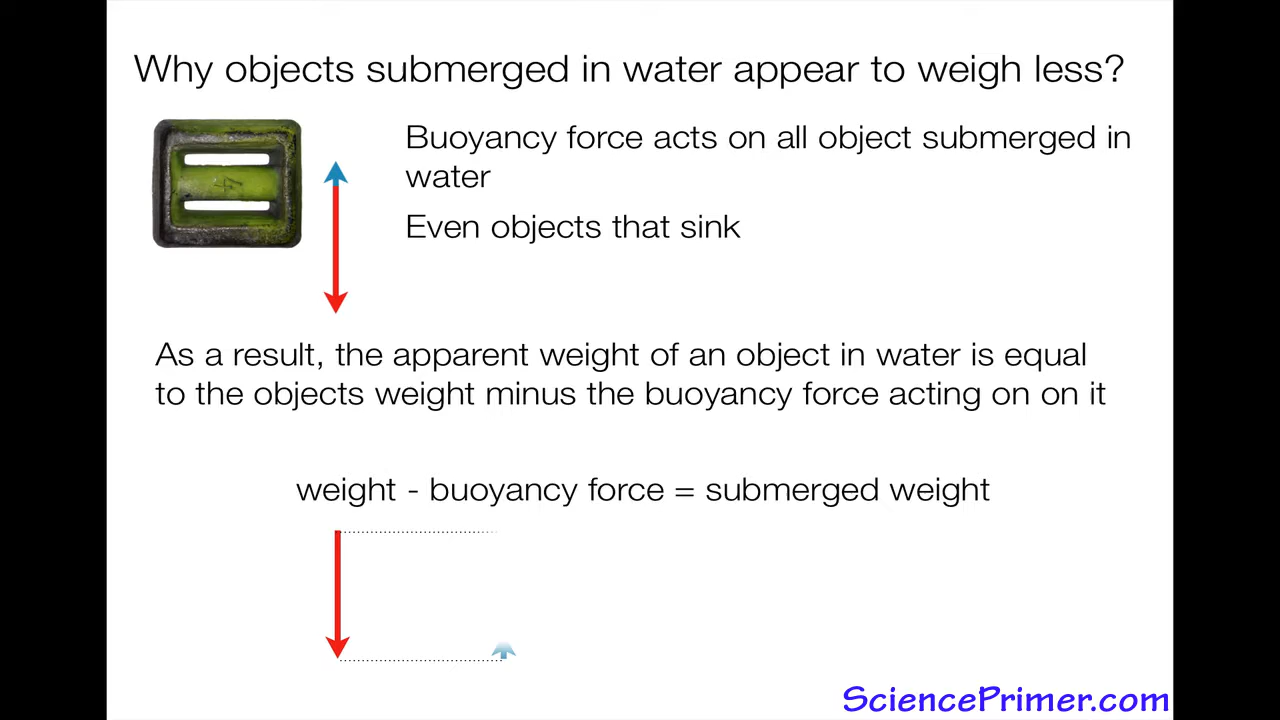 Why objects submerged in water appear to weigh less?
Buoyancy force acts on all object submerged in
water
Even objects that sink
As a result, the apparent weight of an object in water is equal
to the objects weight minus the buoyancy force acting on on it
weight - buoyancy force = submerged weight
SciencePrimer.com